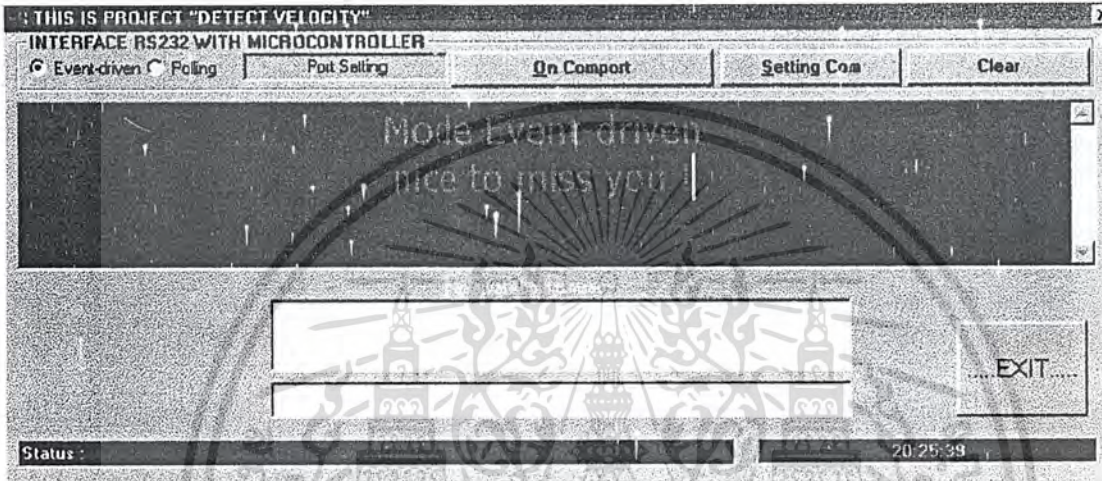 THIS IS PROJECT "DETECT VELOCITY"
INTERFACE RS232 WITH MICROCONTROLLER
Event-driven Polling Port Setting On Comport Setting Com Clear
Mode Event driven
nice to miss you !
EXIT
Status : 20:25:39